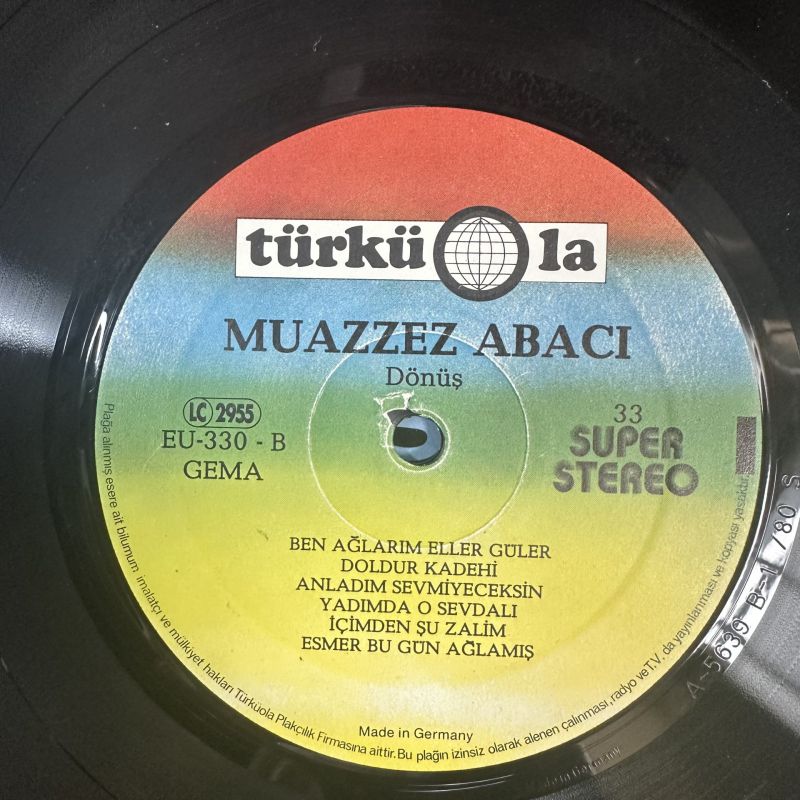 türküola
MUAZZEZ ABACI
Dönüş
LC 2955
EU-330 - B
GEMA
33
SUPER
STEREO
BEN AĞLARIM ELLER GÜLER
DOLDUR KADEHİ
ANLADIM SEVMİYECEKSİN
YADIMDA O SEVDALI
İÇİMDEN ŞU ZALİM
ESMER BU GÜN AĞLAMIŞ
Made in Germany
Plağa alınmış esere ait bilumum imalatçı ve mülkiyet hakları Türküola Plakçılık Firmasına aittir. Bu plağın izinsiz olarak alenen çalınması, radyo ve T.V. da yayınlanması ve kopyası yasaktır.
A-5639 B-1 /80 S